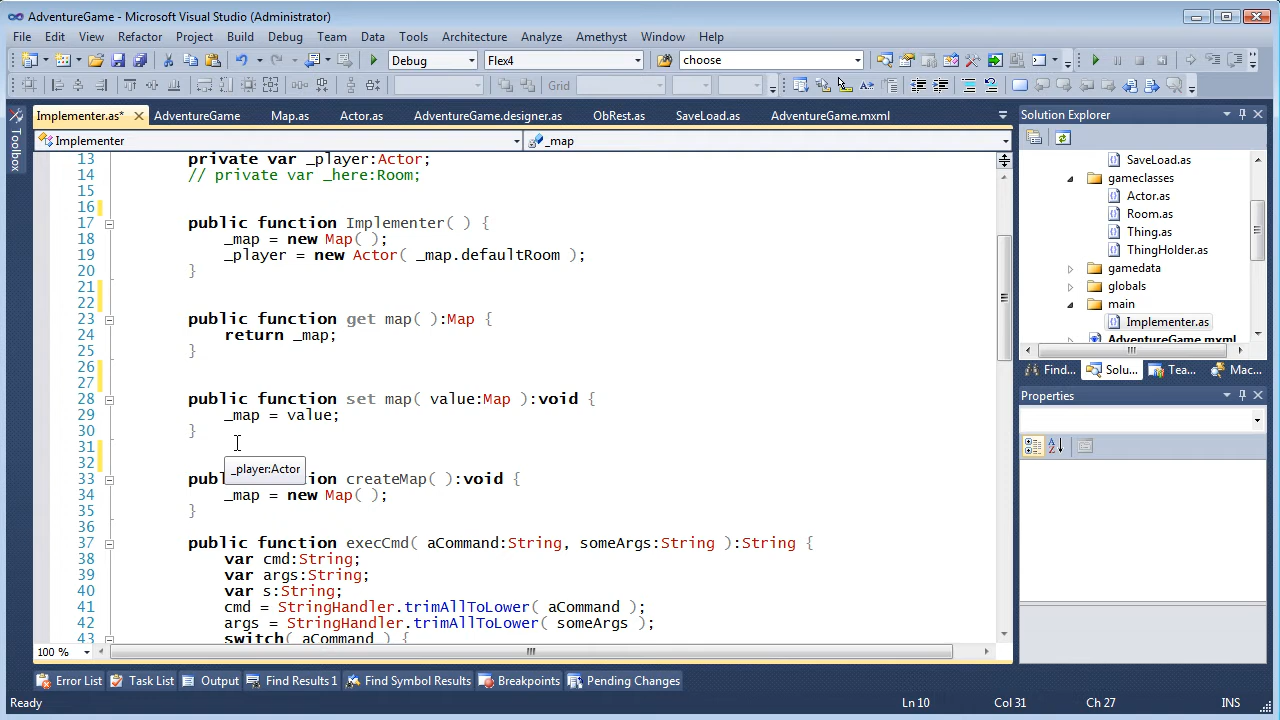 AdventureGame - Microsoft Visual Studio (Administrator)
File Edit View Refactor Project Build Debug Team Data Tools Architecture Analyze Amethyst Window Help
Debug Flex4 choose
Grid
Implementer.as* AdventureGame Map.as Actor.as AdventureGame.designer.as ObRest.as SaveLoad.as AdventureGame.mxml
Implementer _map
Toolbox
13 private var _player:Actor;
14 // private var _here:Room;
15
16
17 public function Implementer( ) {
18 _map = new Map( );
19 _player = new Actor( _map.defaultRoom );
20 }
21
22
23 public function get map( ):Map {
24 return _map;
25 }
26
27
28 public function set map( value:Map ):void {
29 _map = value;
30 }
31
32
_player:Actor
33 pub ion createMap( ):void {
34 _map = new Map( );
35 }
36
37 public function execCmd( aCommand:String, someArgs:String ):String {
38 var cmd:String;
39 var args:String;
40 var s:String;
41 cmd = StringHandler.trimAllToLower( aCommand );
42 args = StringHandler.trimAllToLower( someArgs );
43 switch( aCommand ) {
100 %
Solution Explorer
SaveLoad.as
gameclasses
Actor.as
Room.as
Thing.as
ThingHolder.as
gamedata
globals
main
Implementer.as
AdventureGame.mxml
Find... Solu... Tea... Mac...
Properties
Error List Task List Output Find Results 1 Find Symbol Results Breakpoints Pending Changes
Ready Ln 10 Col 31 Ch 27 INS